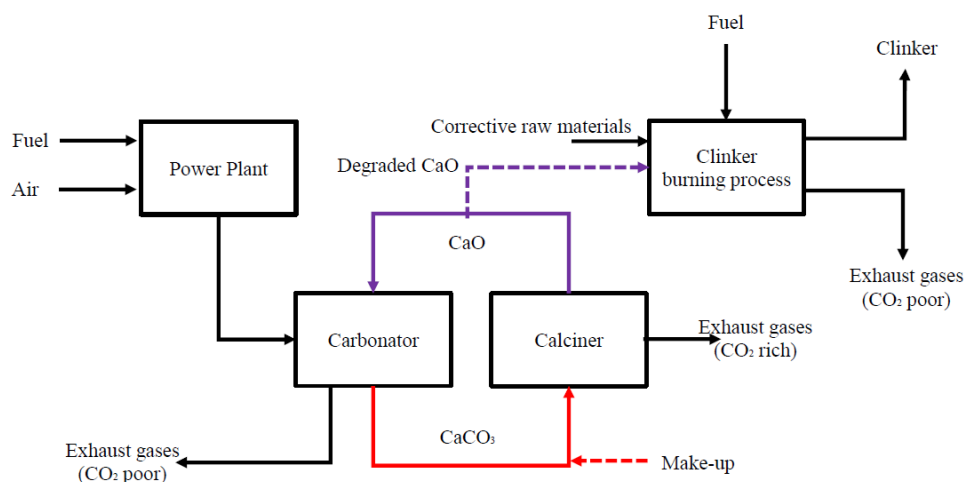 Fuel
Clinker
Fuel
Corrective raw materials
Power Plant
Clinker
burning process
Degraded CaO
Air
CaO
Exhaust gases
(CO₂ poor)
Carbonator
Calciner
Exhaust gases
(CO₂ rich)
CaCO₃
Exhaust gases
(CO₂ poor)
Make-up